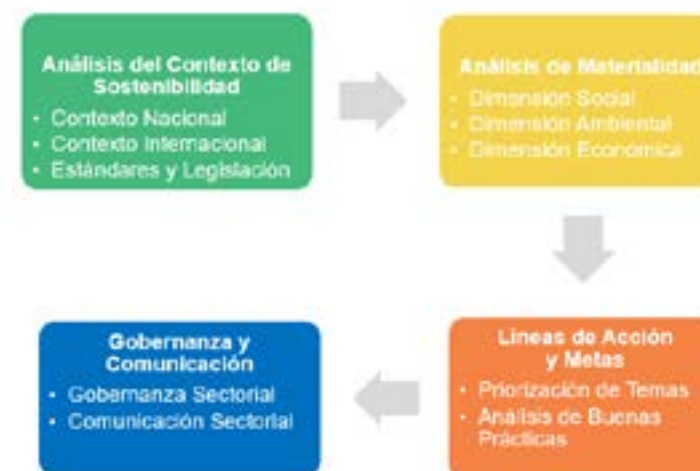 Análisis del Contexto de
Sostenibilidad
• Contexto Nacional
• Contexto Internacional
• Estándares y Legislación
Análisis de Materialidad
• Dimensión Social
• Dimensión Ambiental
• Dimensión Económica
Líneas de Acción
y Metas
• Priorización de Temas
• Análisis de Buenas
Prácticas
Gobernanza y
Comunicación
• Gobernanza Sectorial
• Comunicación Sectorial